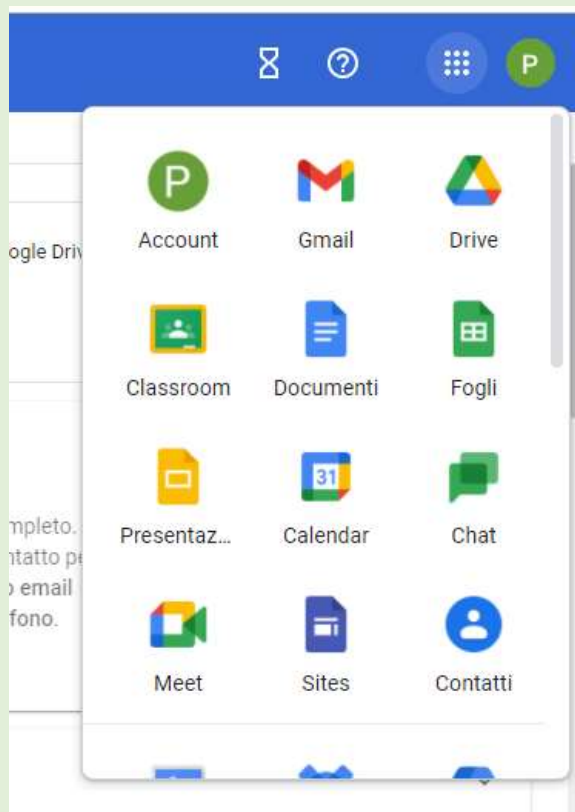 P
P
Account Gmail Drive
ogle Driv
Classroom Documenti Fogli
31
Presentaz... Calendar Chat
mpleto.
ntatto pe
o email
fono.
Meet Sites Contatti